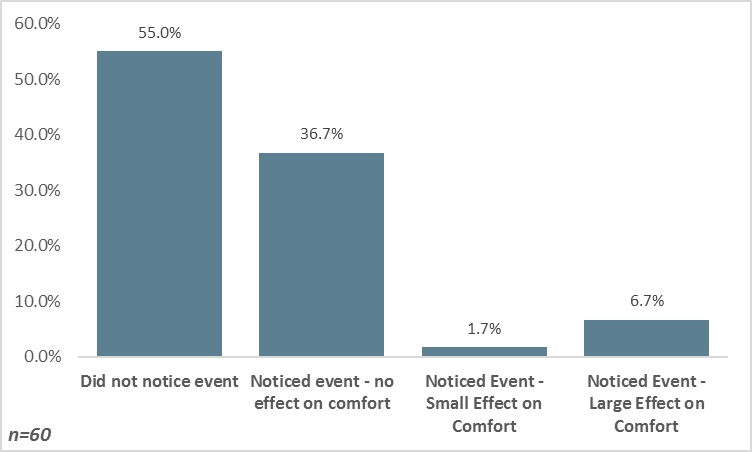 60.0%
50.0%
40.0%
30.0%
20.0%
10.0%
0.0%
55.0%
36.7%
1.7%
6.7%
Did not notice event
Noticed event - no
effect on comfort
Noticed Event -
Small Effect on
Comfort
Noticed Event -
Large Effect on
Comfort
n=60